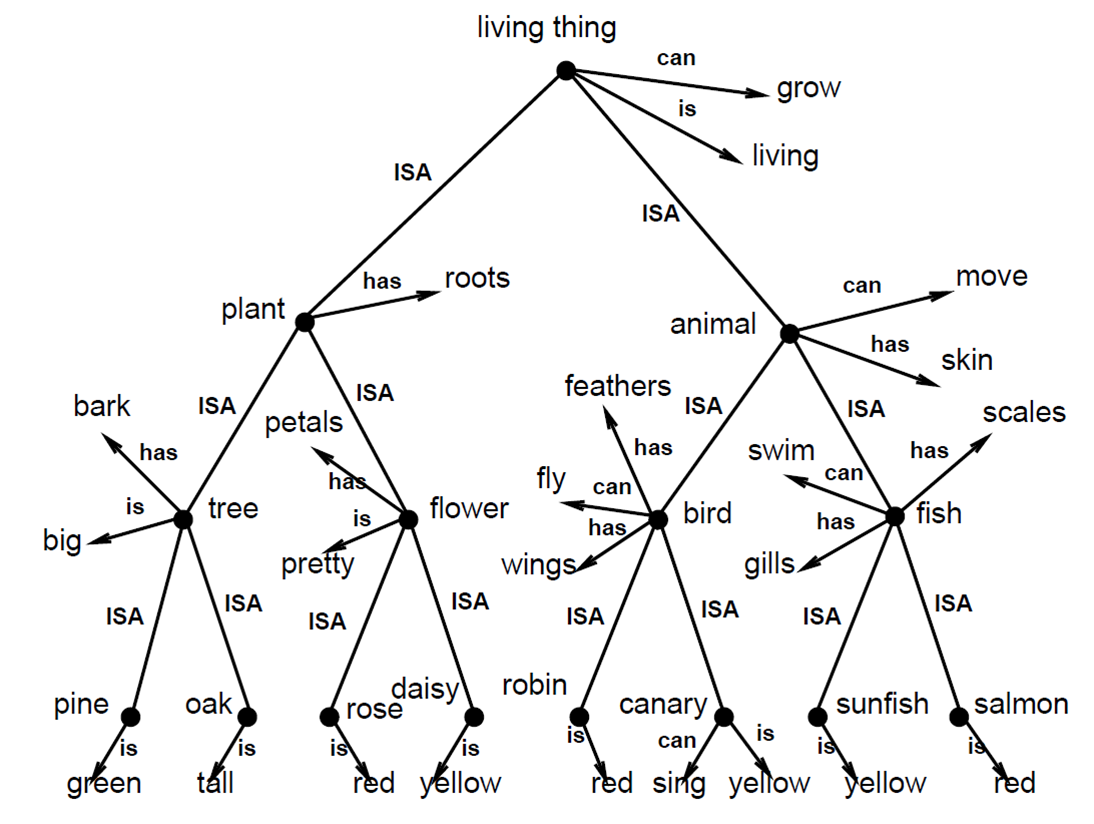 living thing
can
grow
is
living
ISA
ISA
plant
has
roots
animal
can
move
has
skin
bark
has
is
big
tree
ISA
ISA
petals
has
is
pretty
flower
feathers
has
fly
can
has
wings
bird
ISA
ISA
swim
can
has
gills
scales
has
fish
ISA
ISA
ISA
ISA
ISA
ISA
ISA
ISA
pine
oak
rose
daisy
robin
canary
sunfish
salmon
is
is
is
is
is
can
is
is
is
green
tall
red
yellow
red
sing
yellow
yellow
red